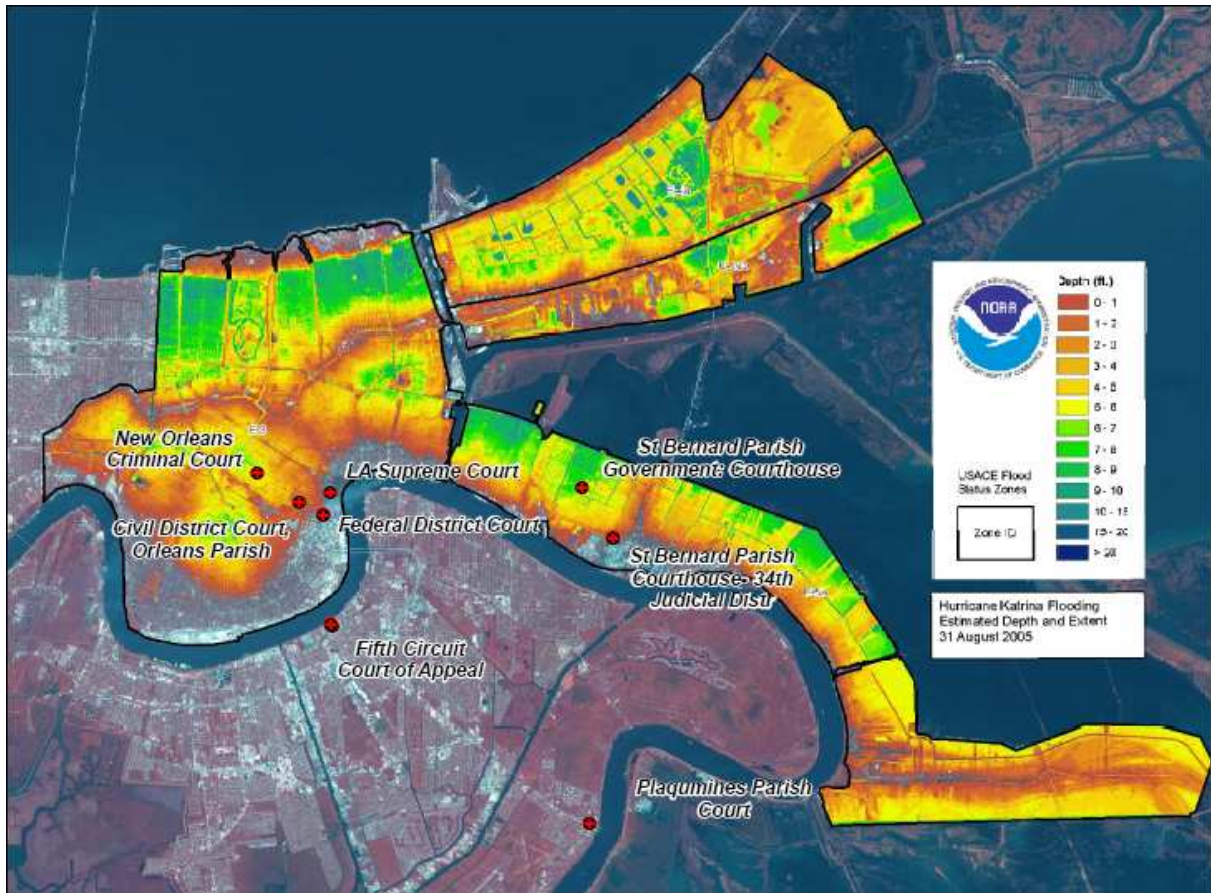 New Orleans
Criminal Court
LA Supreme Court
Civil District Court,
Orleans Parish
Federal District Court
St Bernard Parish
Government: Courthouse
St Bernard Parish
Courthouse- 34th
Judicial Distr
Fifth Circuit
Court of Appeal
Plaqumines Parish
Court
NOAA
Depth (ft.)
0 - 1
1 - 2
2 - 3
3 - 4
4 - 5
5 - 6
6 - 7
7 - 8
8 - 9
9 - 10
10 - 15
15 - 20
> 20
USACE Flood
Status Zones
Zone ID
Hurricane Katrina Flooding
Estimated Depth and Extent
31 August 2005